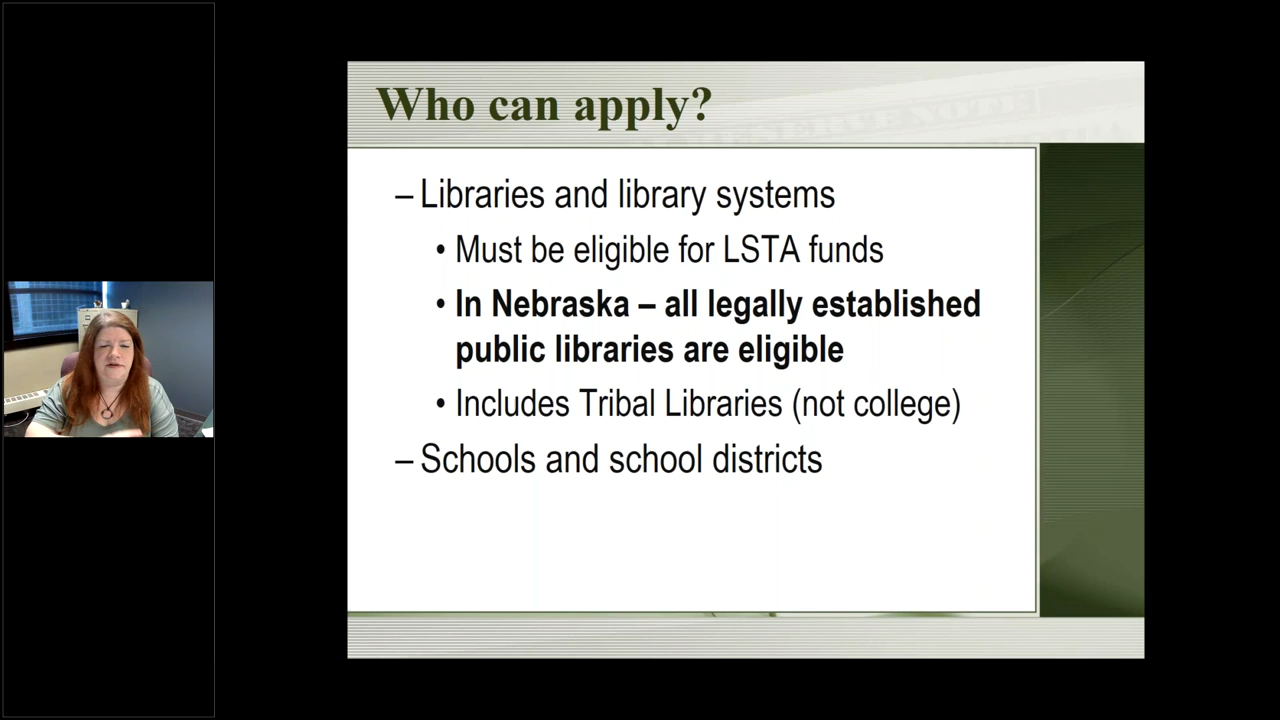 Who can apply?
– Libraries and library systems
• Must be eligible for LSTA funds
• In Nebraska – all legally established
public libraries are eligible
• Includes Tribal Libraries (not college)
– Schools and school districts